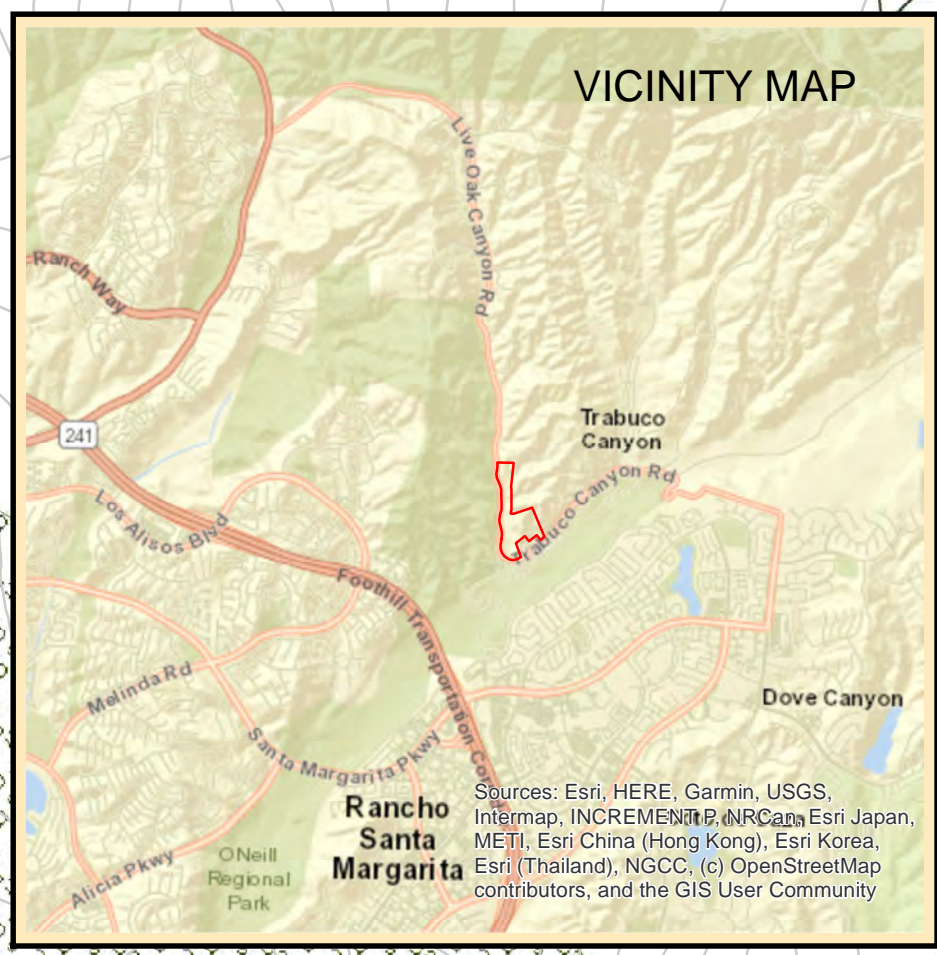 VICINITY MAP
Live Oak Canyon Rd
Ranch Way
241
Trabuco
Canyon
Trabuco Canyon Rd
Los Alisos Blvd
Foothill Transportation Corrid
Melinda Rd
Dove Canyon
Santa Margarita Pkwy
Rancho
Santa
Margarita
Alicia Pkwy
ONeill
Regional
Park
Sources: Esri, HERE, Garmin, USGS,
Intermap, INCREMENT P, NRCan, Esri Japan,
METI, Esri China (Hong Kong), Esri Korea,
Esri (Thailand), NGCC, (c) OpenStreetMap
contributors, and the GIS User Community